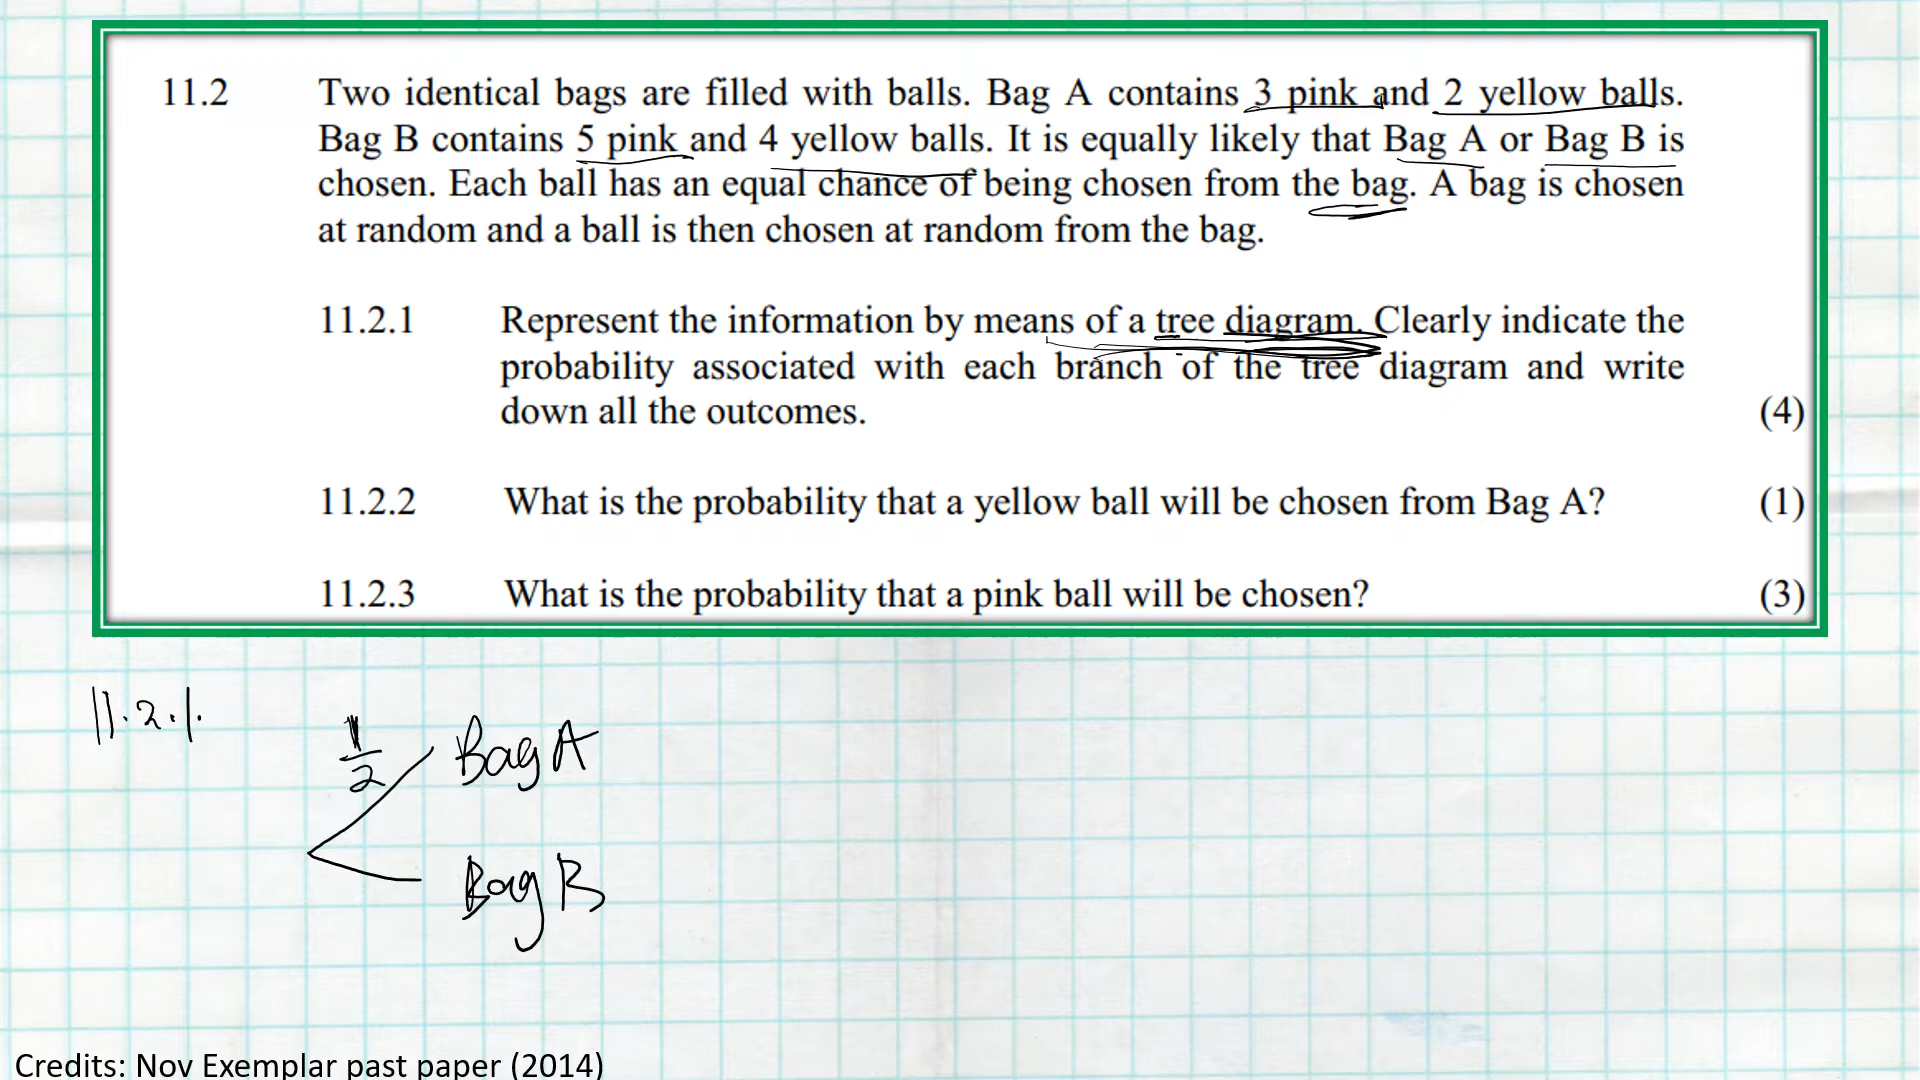 11.2 Two identical bags are filled with balls. Bag A contains 3 pink and 2 yellow balls.
Bag B contains 5 pink and 4 yellow balls. It is equally likely that Bag A or Bag B is
chosen. Each ball has an equal chance of being chosen from the bag. A bag is chosen
at random and a ball is then chosen at random from the bag.
11.2.1 Represent the information by means of a tree diagram. Clearly indicate the
probability associated with each branch of the tree diagram and write
down all the outcomes. (4)
11.2.2 What is the probability that a yellow ball will be chosen from Bag A? (1)
11.2.3 What is the probability that a pink ball will be chosen? (3)
11.2.1.
1/2 Bag A
Bag B
Credits: Nov Exemplar past paper (2014)